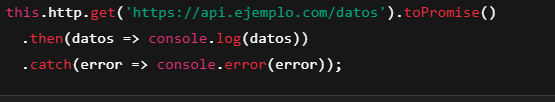 this.http.get('https://api.ejemplo.com/datos').toPromise()
.then(datos => console.log(datos))
.catch(error => console.error(error));